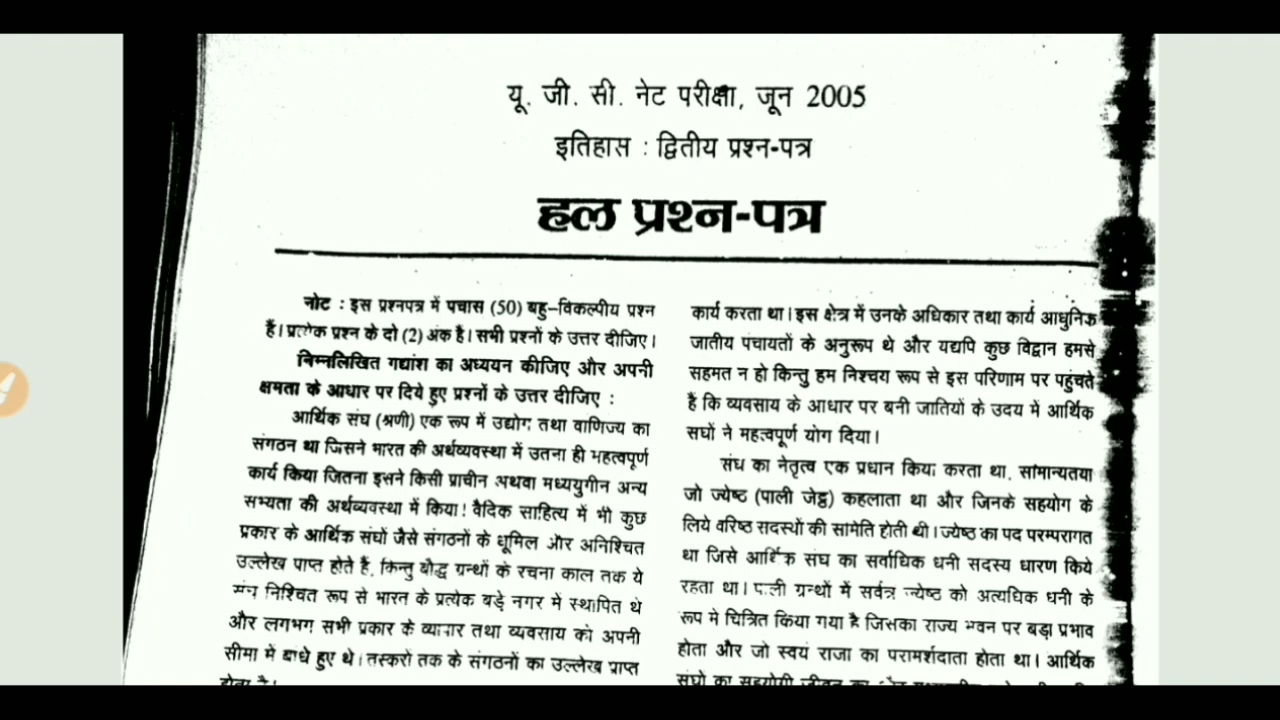 यू. जी. सी. नेट परीक्षा, जून 2005
इतिहास : द्वितीय प्रश्न-पत्र
हल प्रश्न-पत्र
नोट : इस प्रश्नपत्र में पचास (50) बहु-विकल्पीय प्रश्न
हैं। प्रत्येक प्रश्न के दो (2) अंक है। सभी प्रश्नों के उत्तर दीजिए।
निम्नलिखित गद्यांश का अध्ययन कीजिए और अपनी
क्षमता के आधार पर दिये हुए प्रश्नों के उत्तर दीजिए :
आर्थिक संघ (श्रणी) एक रूप में उद्योग तथा वाणिज्य का
संगठन था जिसने भारत की अर्थव्यवस्था में उतना ही महत्वपूर्ण
कार्य किया जितना इसने किसी प्राचीन अथवा मध्ययुगीन अन्य
सभ्यता की अर्थव्यवस्था में किया! वैदिक साहित्य में भी कुछ
प्रकार के आर्थिक संघों जैसे संगठनों के धूमिल और अनिश्चित
उल्लेख पाप्त होते हैं, किन्तु बौद्ध ग्रन्थों के रचना काल तक ये
संघ निश्चित रूप से भारत के प्रत्येक बड़े नगर में स्थापित थे
और लगभग सभी प्रकार के व्यापार तथा व्यवसाय को अपनी
सीमा में बाधे हुए थे। तस्करों तक के संगठनों का उल्लेख प्राप्त
होता है।
कार्य करता था। इस क्षेत्र में उनके अधिकार तथा कार्य आधुनिक
जातीय पंचायतों के अनुरूप थे और यद्यपि कुछ विद्वान हमसे
सहमत न हो किन्तु हम निश्चय रूप से इस परिणाम पर पहुंचते
है कि व्यवसाय के आधार पर बनी जातियों के उदय में आर्थिक
सघों ने महत्वपूर्ण योग दिया।
संघ का नेतृत्व एक प्रधान किया करता था, सांमान्यतया
जो ज्येष्ठ (पाली जेट्ठ) कहलाता था और जिनके सहयोग के
लिये वरिष्ठ सदस्थों की समिति होती थी। ज्येष्ठ का पद परम्परागत
था जिसे आर्थिक संघ का सर्वाधिक धनी सदस्य धारण किये
रहता था। पाली ग्रन्थों में सर्वत्र ज्येष्ठ को अत्यधिक धनी के
रूप मे चित्रित किया गया है जिसका राज्य भवन पर बड़ा प्रभाव
होता और जो स्वयं राजा का परामर्शदाता होता था। आर्थिक
संघो का सहयोगी जीवन